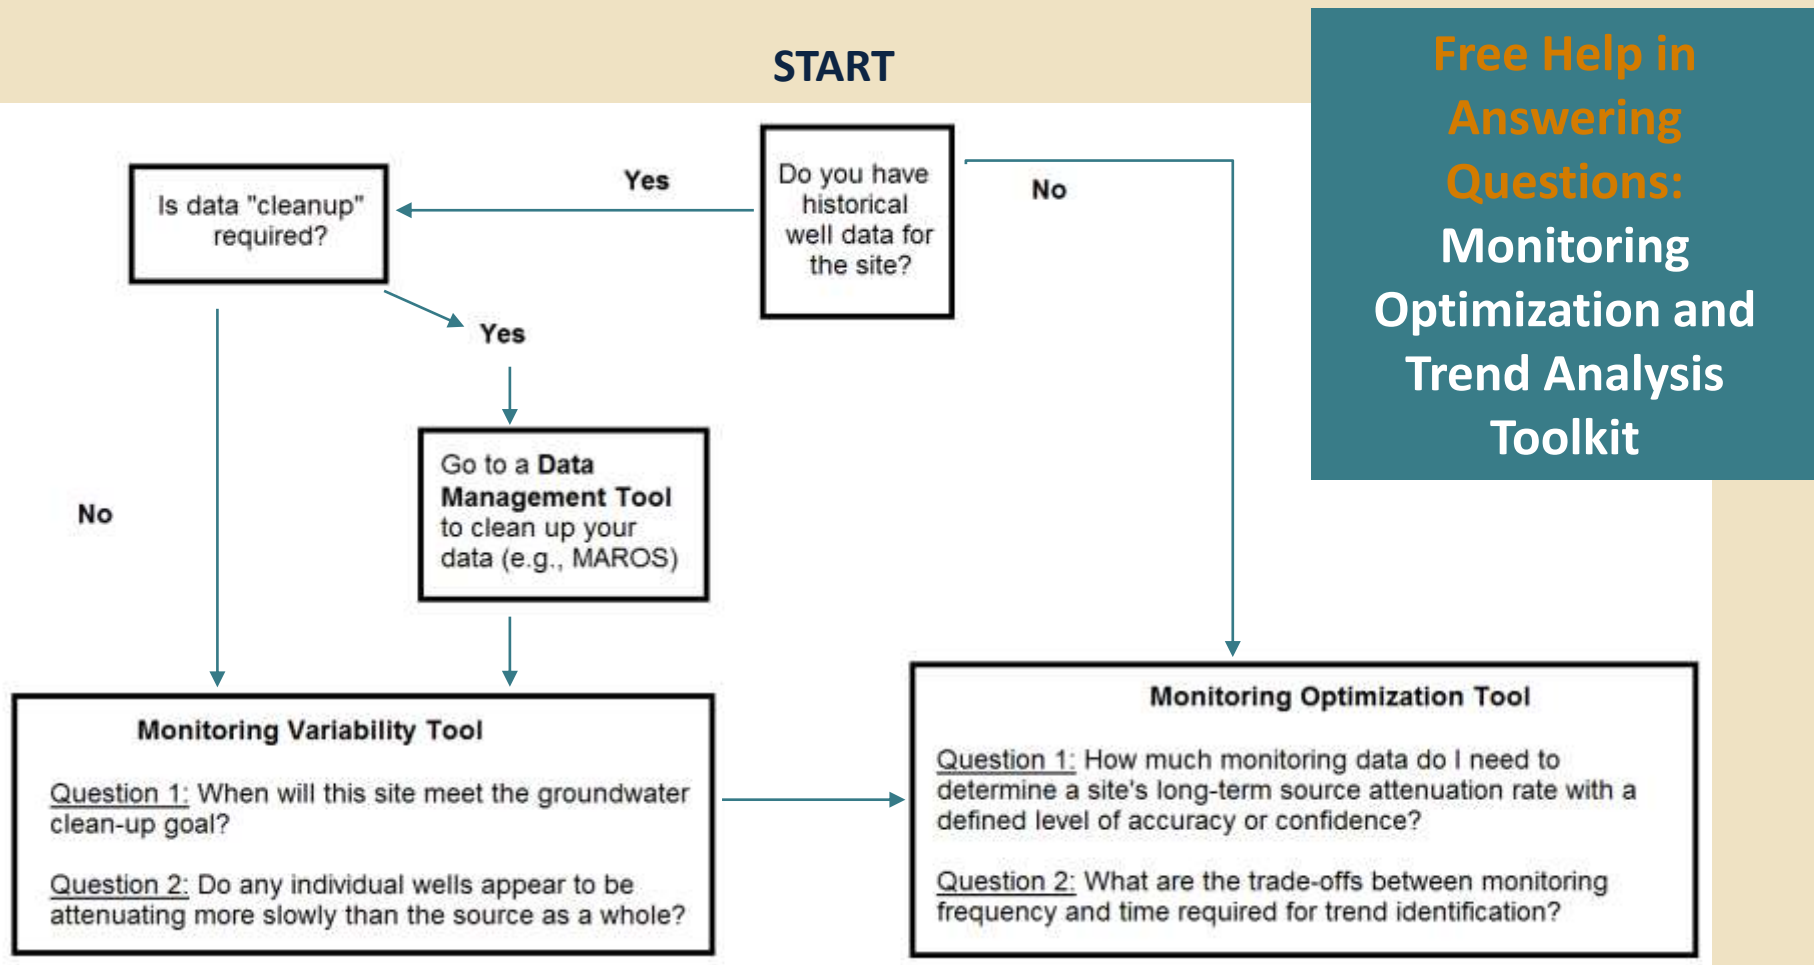 START
Free Help in
Answering
Questions:
Monitoring
Optimization and
Trend Analysis
Toolkit
Do you have
historical
well data for
the site?
Yes
No
Is data "cleanup"
required?
Yes
No
Go to a Data
Management Tool
to clean up your
data (e.g., MAROS)
Monitoring Variability Tool
Question 1: When will this site meet the groundwater
clean-up goal?
Question 2: Do any individual wells appear to be
attenuating more slowly than the source as a whole?
Monitoring Optimization Tool
Question 1: How much monitoring data do I need to
determine a site's long-term source attenuation rate with a
defined level of accuracy or confidence?
Question 2: What are the trade-offs between monitoring
frequency and time required for trend identification?